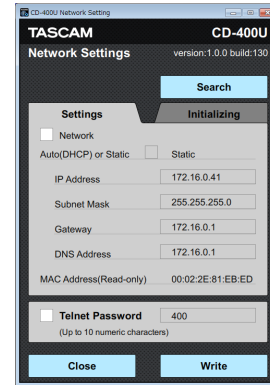 CD-400U Network Setting
TASCAM CD-400U
Network Settings version:1.0.0 build:130
Search
Settings Initializing
Network
Auto(DHCP) or Static Static
IP Address 172.16.0.41
Subnet Mask 255.255.255.0
Gateway 172.16.0.1
DNS Address 172.16.0.1
MAC Address(Read-only) 00:02:2E:81:EB:ED
Telnet Password 400
(Up to 10 numeric characters)
Close Write